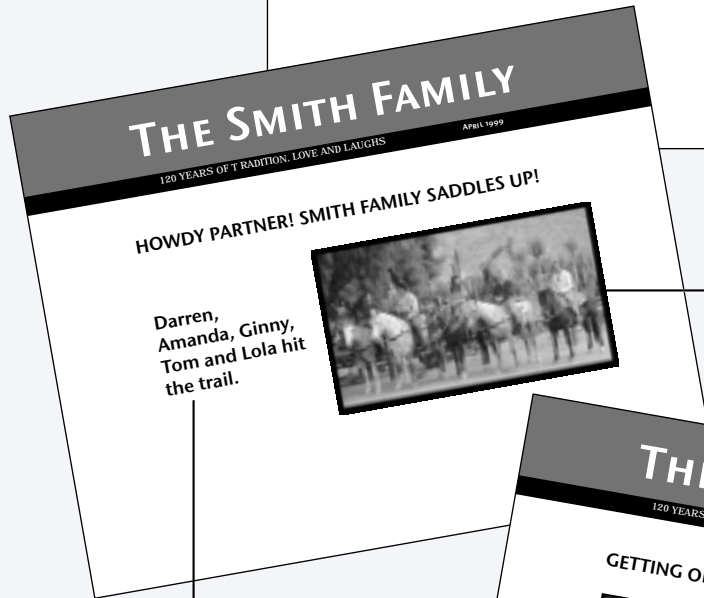 THE SMITH FAMILY
120 YEARS OF T RADITION. LOVE AND LAUGHS
APRIL 1999
HOWDY PARTNER! SMITH FAMILY SADDLES UP!
Darren,
Amanda, Ginny,
Tom and Lola hit
the trail.
120 YEARS
GETTING